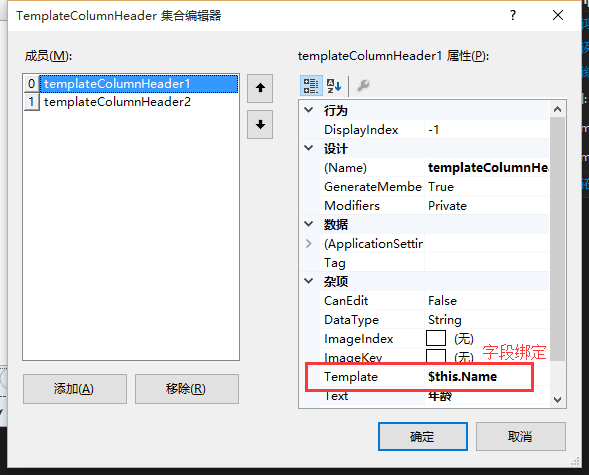 TemplateColumnHeader 集合编辑器
?
成员(M):
0 templateColumnHeader1
1 templateColumnHeader2
添加(A)
移除(R)
templateColumnHeader1 属性(P):
行为
DisplayIndex -1
设计
(Name) templateColumnHea
GenerateMembe True
Modifiers Private
数据
(ApplicationSettin
Tag
杂项
CanEdit False
DataType String
ImageIndex (无)
ImageKey (无)
字段绑定
Template $this.Name
Text 年龄
确定
取消